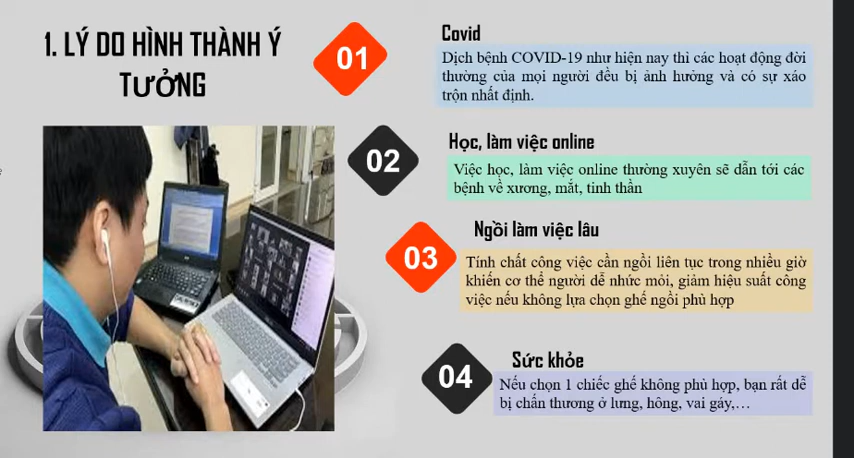 1. LÝ DO HÌNH THÀNH Ý
TƯỞNG
01
Covid
Dịch bệnh COVID-19 như hiện nay thì các hoạt động đời
thường của mọi người đều bị ảnh hưởng và có sự xáo
trộn nhất định.
02
Học, làm việc online
Việc học, làm việc online thường xuyên sẽ dẫn tới các
bệnh về xương, mắt, tinh thần
03
Ngồi làm việc lâu
Tính chất công việc cần ngồi liên tục trong nhiều giờ
khiến cơ thể người dễ nhức mỏi, giảm hiệu suất công
việc nếu không lựa chọn ghế ngồi phù hợp
04
Sức khỏe
Nếu chọn 1 chiếc ghế không phù hợp, bạn rất dễ
bị chấn thương ở lưng, hông, vai gáy,...